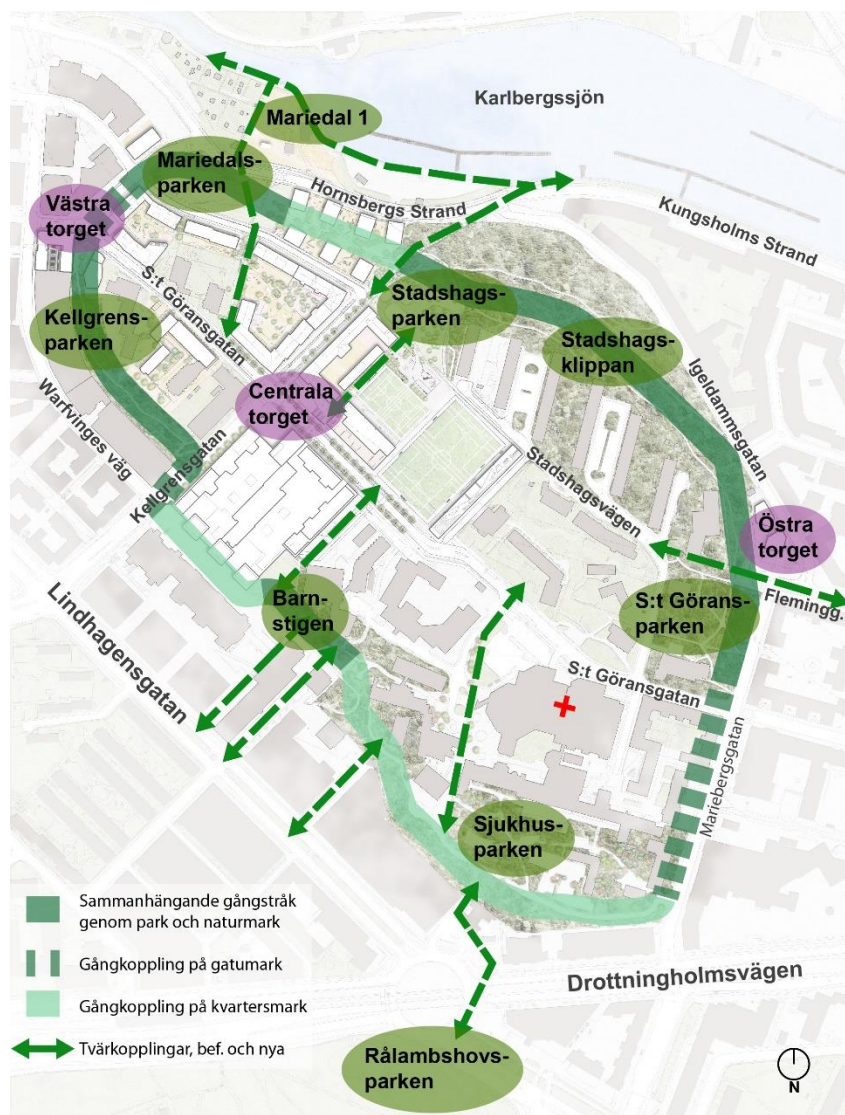 Karlbergssjön
Mariedal 1
Mariedals-
parken
Hornsbergs Strand
Kungsholms Strand
Västra
torget
S:t Göransgatan
Stadshags-
parken
Stadshags-
klippan
Kellgrens-
parken
Igeldammsgatan
Centrala
torget
Warfvinges väg
Kellgrensgatan
Stadshagsvägen
Östra
torget
Flemingg.
Barn-
stigen
S:t Görans-
parken
Lindhagensgatan
S:t Göransgatan
Mariebergsgatan
Sjukhus-
parken
Sammanhängande gångstråk
genom park och naturmark
Gångkoppling på gatumark
Gångkoppling på kvartersmark
Tvärkopplingar, bef. och nya
Drottningholmsvägen
Rålambshovs-
parken
N